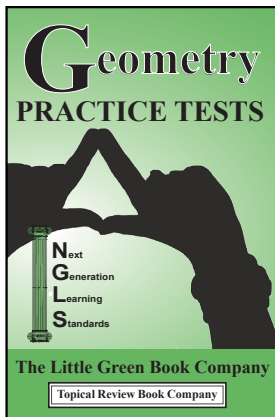 Geometry
PRACTICE TESTS
Next
Generation
Learning
Standards
The Little Green Book Company
Topical Review Book Company